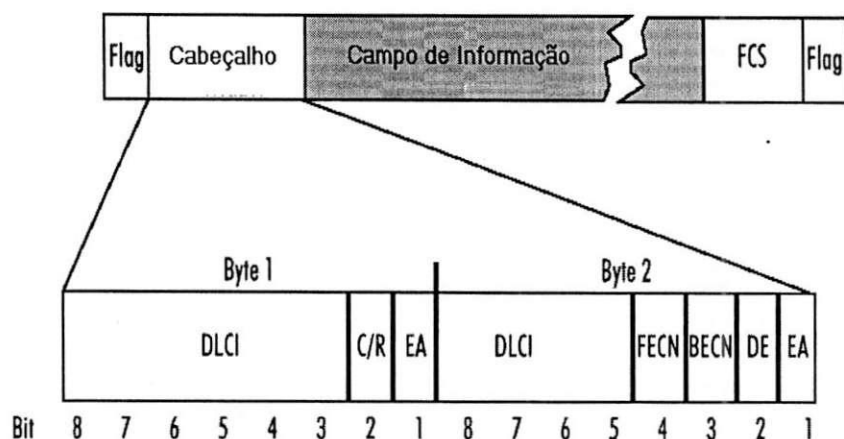 Flag Cabeçalho Campo de Informação FCS Flag
Byte 1 Byte 2
DLCI C/R EA DLCI FECN BECN DE EA
Bit 8 7 6 5 4 3 2 1 8 7 6 5 4 3 2 1